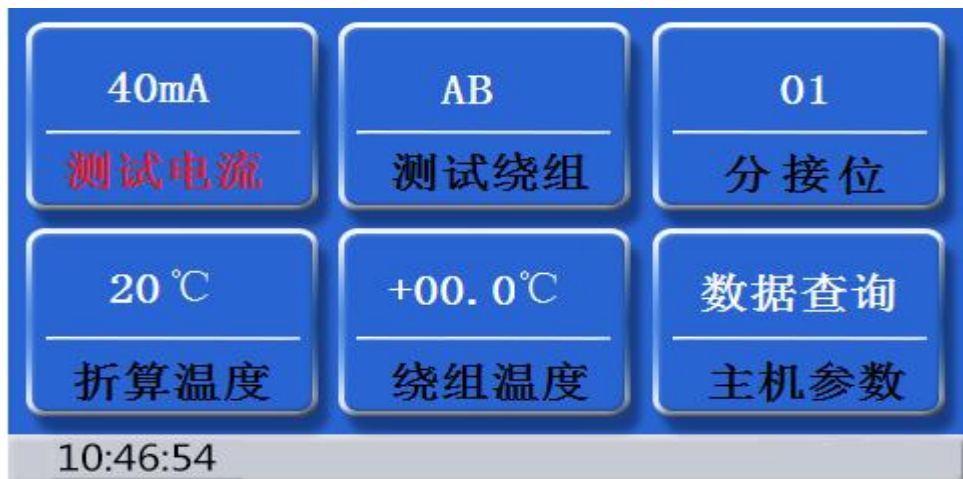 40mA
AB
01
测试电流
测试绕组
分接位
20℃
+00.0℃
数据查询
折算温度
绕组温度
主机参数
10:46:54